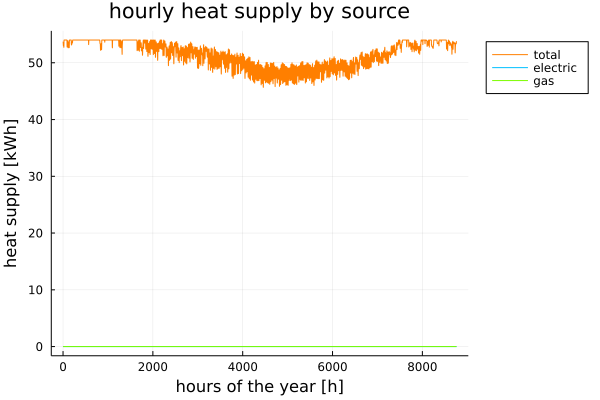 hourly heat supply by source
heat supply [kWh]
50
40
30
20
10
0
0 2000 4000 6000 8000
hours of the year [h]
total
electric
gas